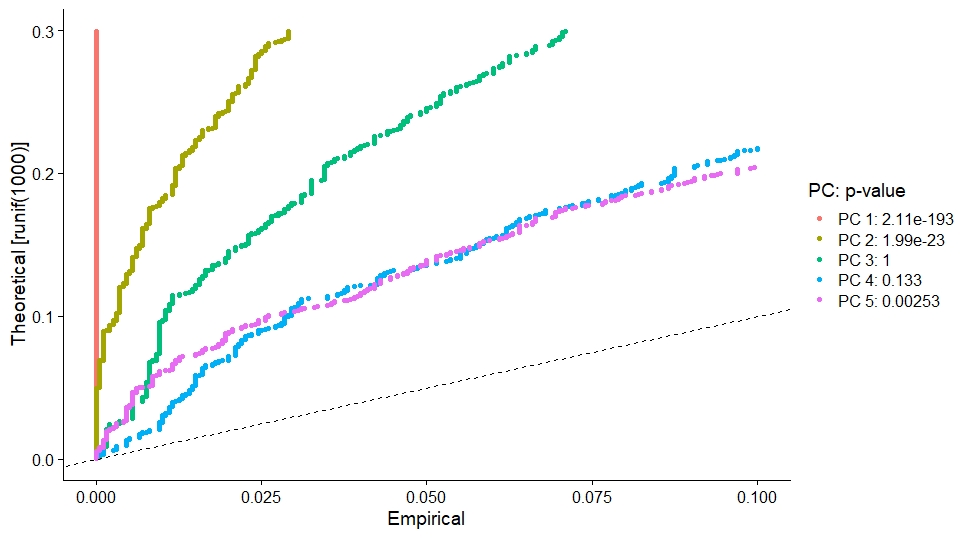 Theoretical [runif(1000)]
0.3
0.2
0.1
0.0
0.000 0.025 0.050 0.075 0.100
Empirical
PC: p-value
PC 1: 2.11e-193
PC 2: 1.99e-23
PC 3: 1
PC 4: 0.133
PC 5: 0.00253